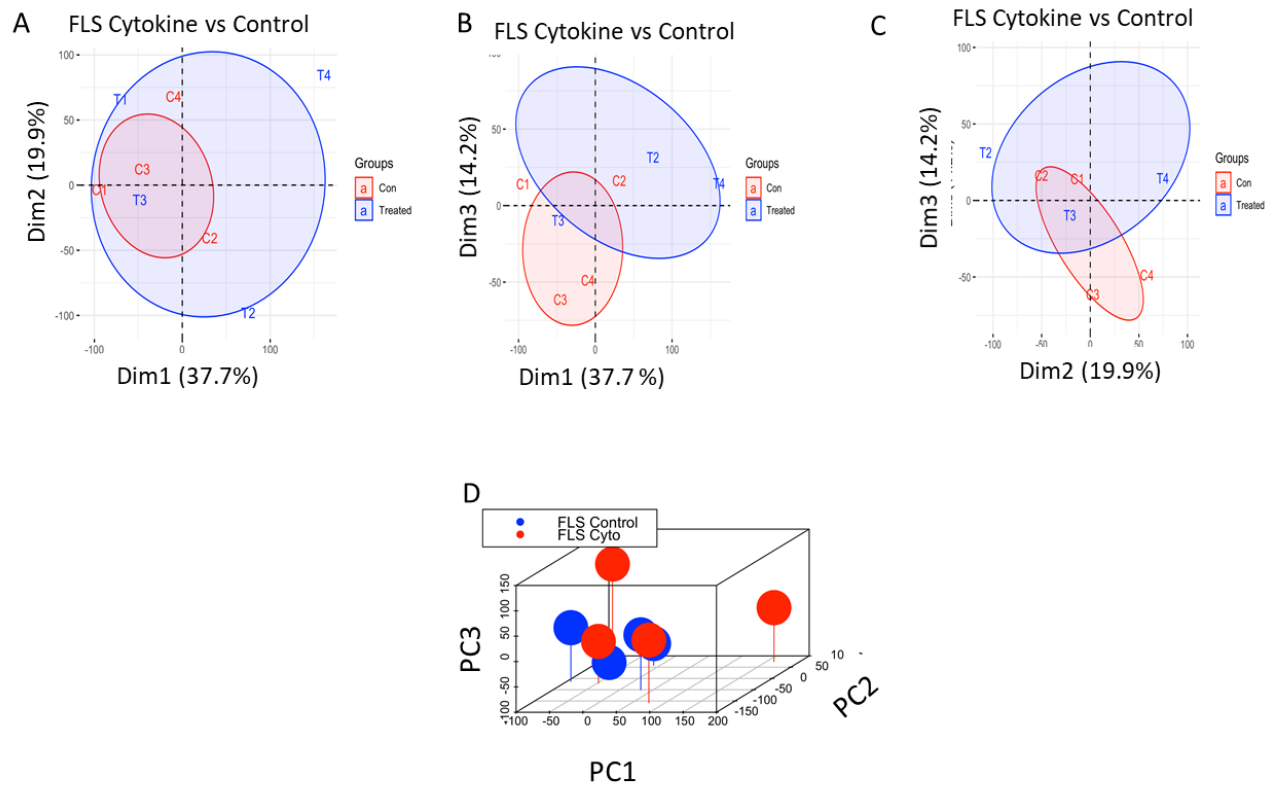 A
FLS Cytokine vs Control
Dim2 (19.9%)
100
50
0
-50
-100
T1
C4
T4
C3
C1
T3
C2
T2
-100
0
100
Dim1 (37.7%)
Groups
a Con
a Treated
B
FLS Cytokine vs Control
Dim3 (14.2%)
50
0
-50
C1
C2
T2
T4
T3
C4
C3
-100
0
100
Dim1 (37.7 %)
Groups
a Con
a Treated
C
FLS Cytokine vs Control
Dim3 (14.2%)
100
50
0
-50
T2
C2
C1
T4
T3
C4
C3
-100
-50
0
50
100
Dim2 (19.9%)
Groups
a Con
a Treated
D
FLS Control
FLS Cyto
PC3
150
100
50
0
-50
-100
-100
-50
0
50
100
150
200
PC1
-150
-100
-50
0
50
10
PC2